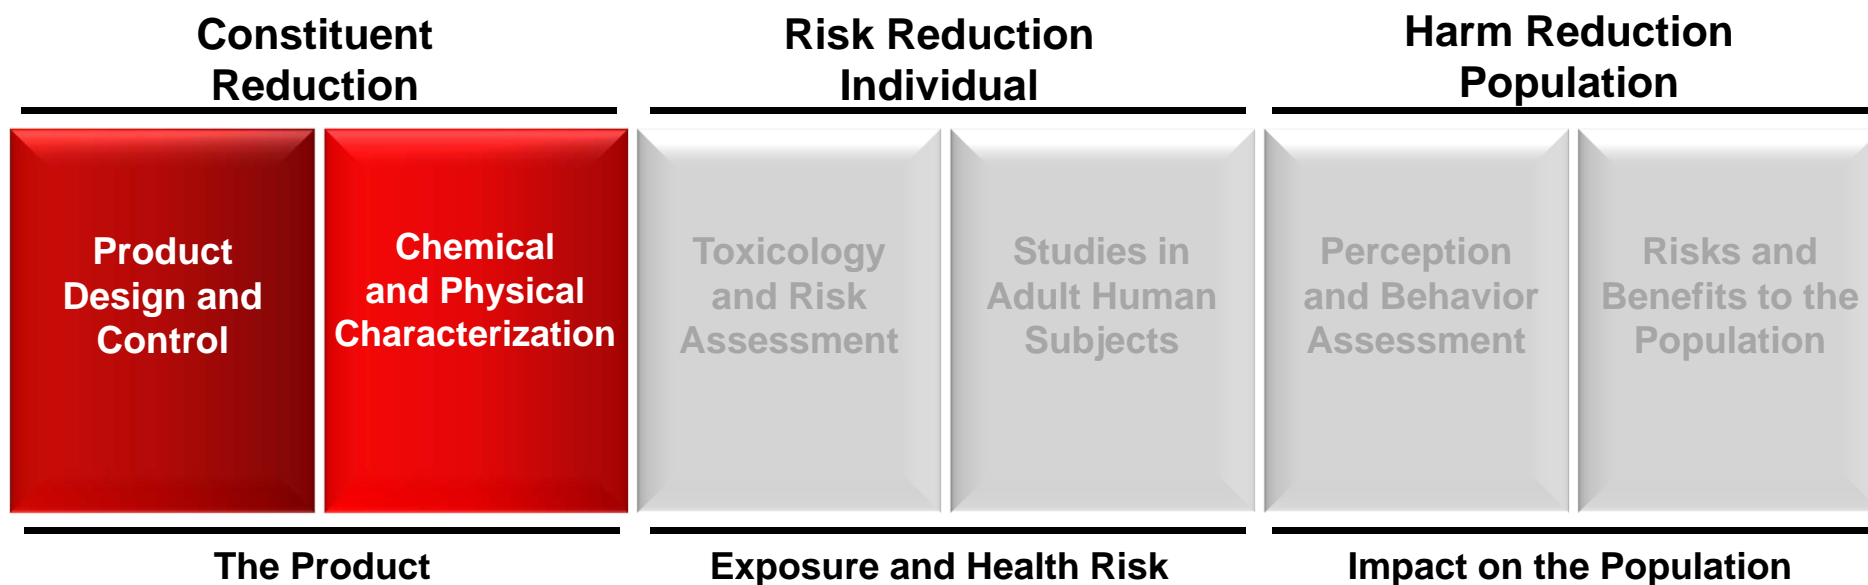 Constituent
Reduction
Risk Reduction
Individual
Harm Reduction
Population
Product
Design and
Control
Chemical
and Physical
Characterization
Toxicology
and Risk
Assessment
Studies in
Adult Human
Subjects
Perception
and Behavior
Assessment
Risks and
Benefits to the
Population
The Product
Exposure and Health Risk
Impact on the Population